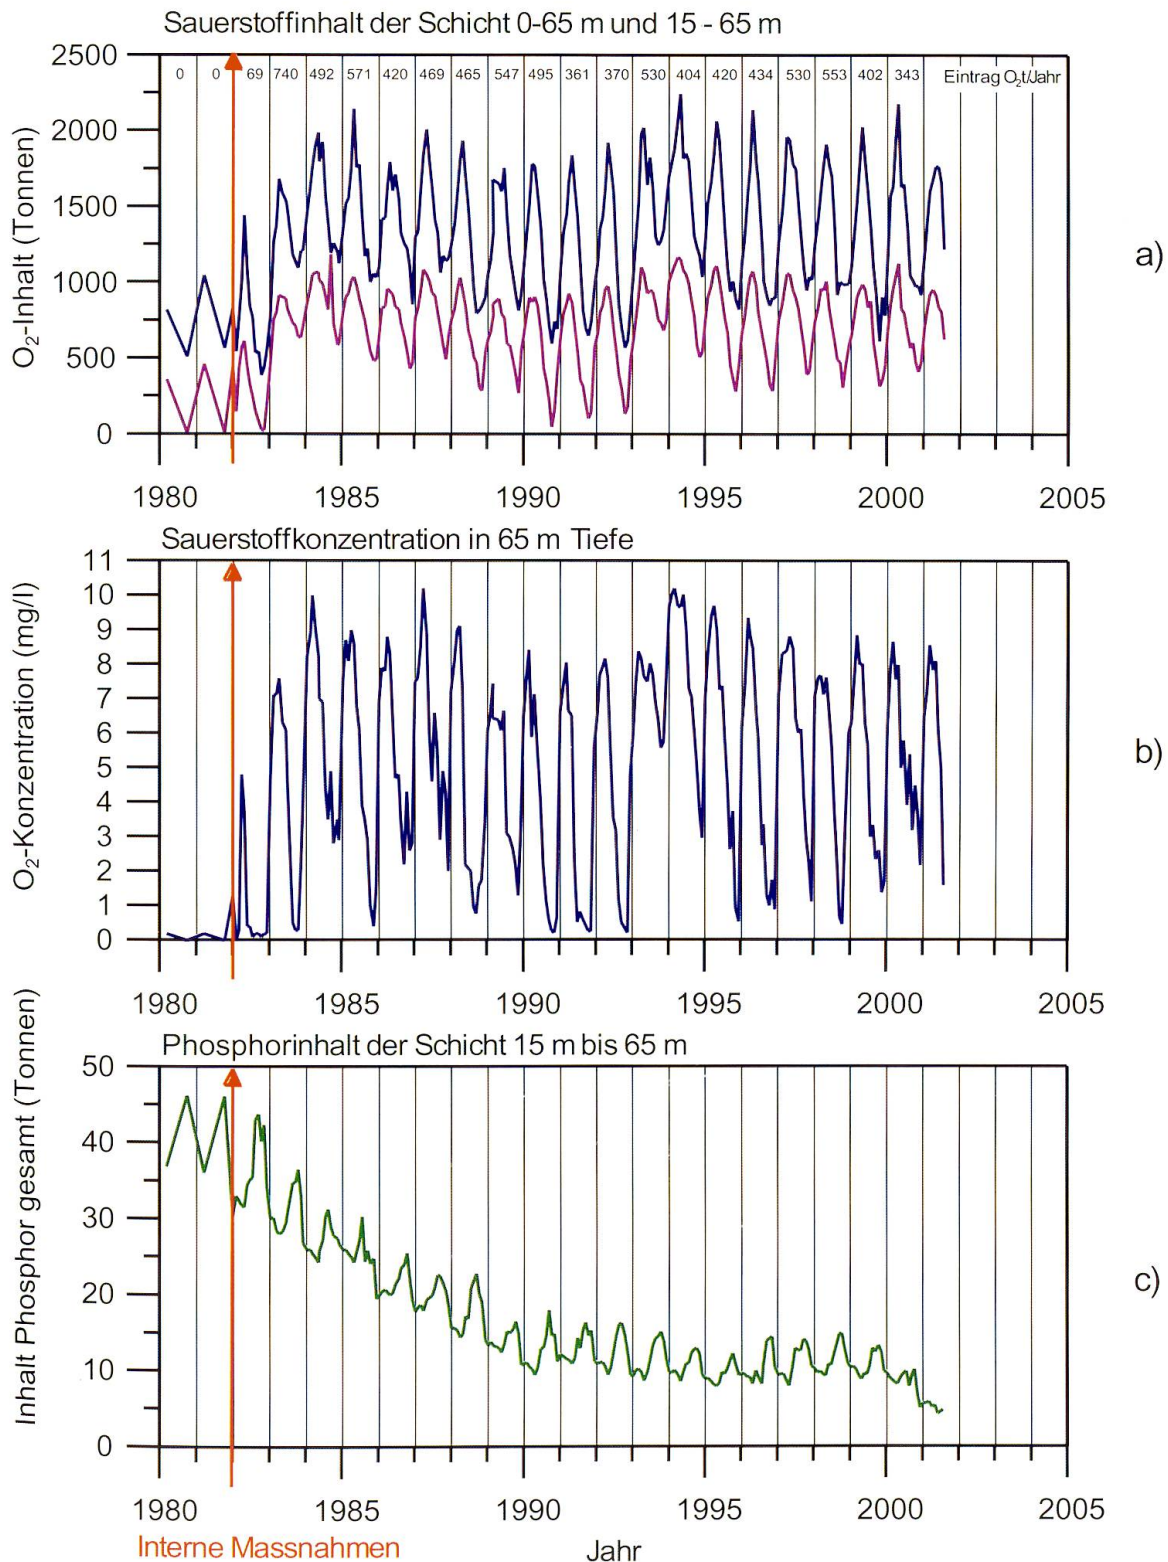 Sauerstoffinhalt der Schicht 0-65 m und 15 - 65 m
O₂-Inhalt (Tonnen)
2500
2000
1500
1000
500
0
0 0 69 740 492 571 420 469 465 547 495 361 370 530 404 420 434 530 553 402 343 Eintrag O₂t/Jahr
a)
1980 1985 1990 1995 2000 2005
Sauerstoffkonzentration in 65 m Tiefe
O₂-Konzentration (mg/l)
11
10
9
8
7
6
5
4
3
2
1
0
b)
1980 1985 1990 1995 2000 2005
Phosphorinhalt der Schicht 15 m bis 65 m
Inhalt Phosphor gesamt (Tonnen)
50
40
30
20
10
0
c)
1980 1985 1990 1995 2000 2005
Interne Massnahmen Jahr